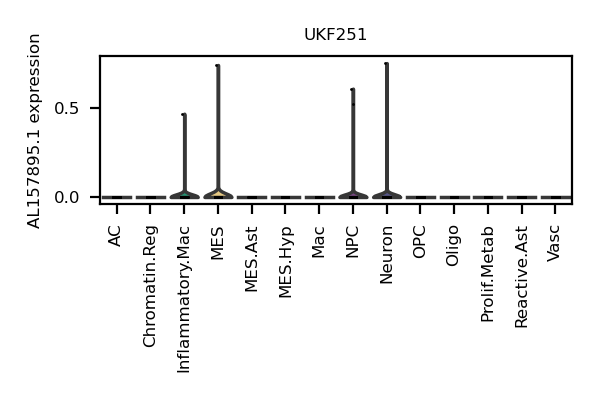 UKF251
AL157895.1 expression
0.5
0.0
AC
Chromatin.Reg
Inflammatory.Mac
MES
MES.Ast
MES.Hyp
Mac
NPC
Neuron
OPC
Oligo
Prolif.Metab
Reactive.Ast
Vasc